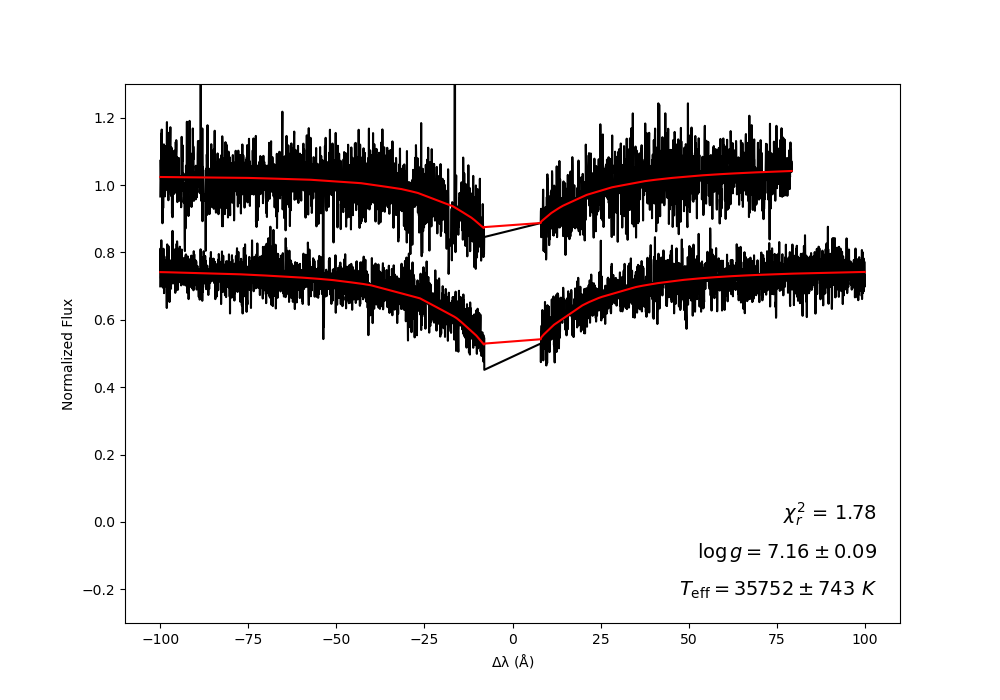 1.2
1.0
0.8
0.6
0.4
0.2
0.0
−0.2
Normalized Flux
χ²ᵣ = 1.78
log g = 7.16 ± 0.09
T_eff = 35752 ± 743 K
−100 −75 −50 −25 0 25 50 75 100
Δλ (Å)